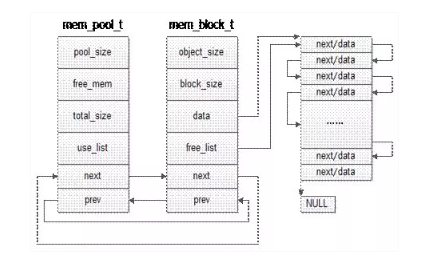 mem_pool_t
mem_block_t
pool_size
object_size
next/data
free_mem
block_size
next/data
next/data
next/data
total_size
data
......
use_list
free_list
next/data
next
next
next/data
prev
prev
NULL